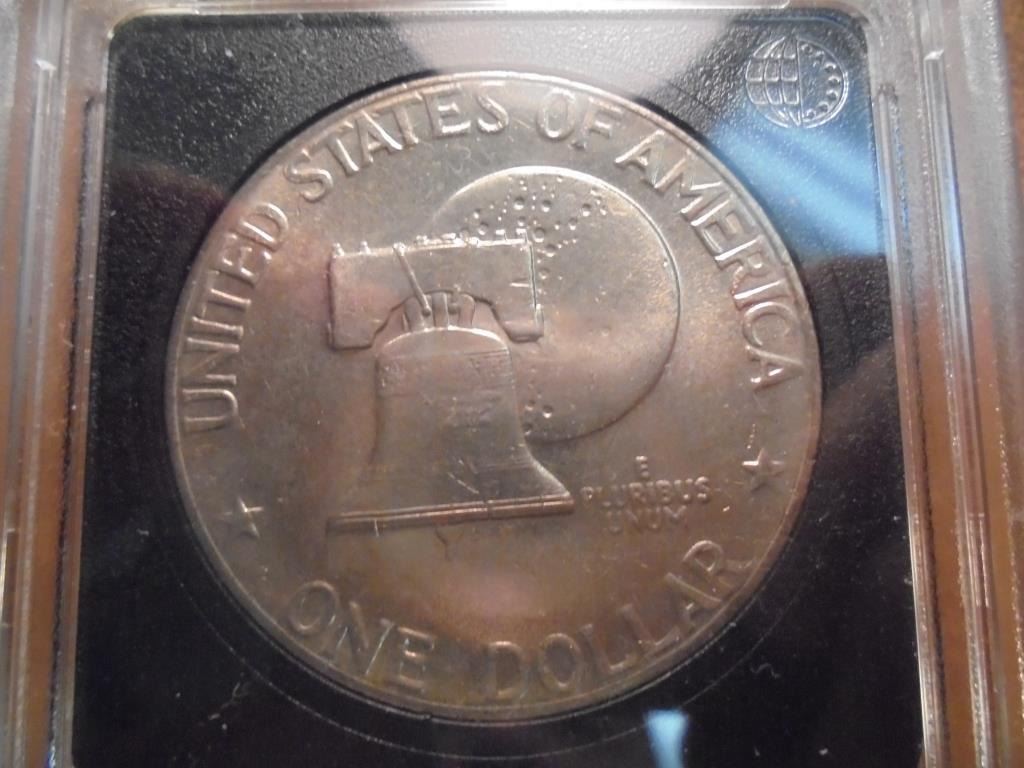 UNITED STATES OF AMERICA
E
PLURIBUS
UNUM
ONE DOLLAR